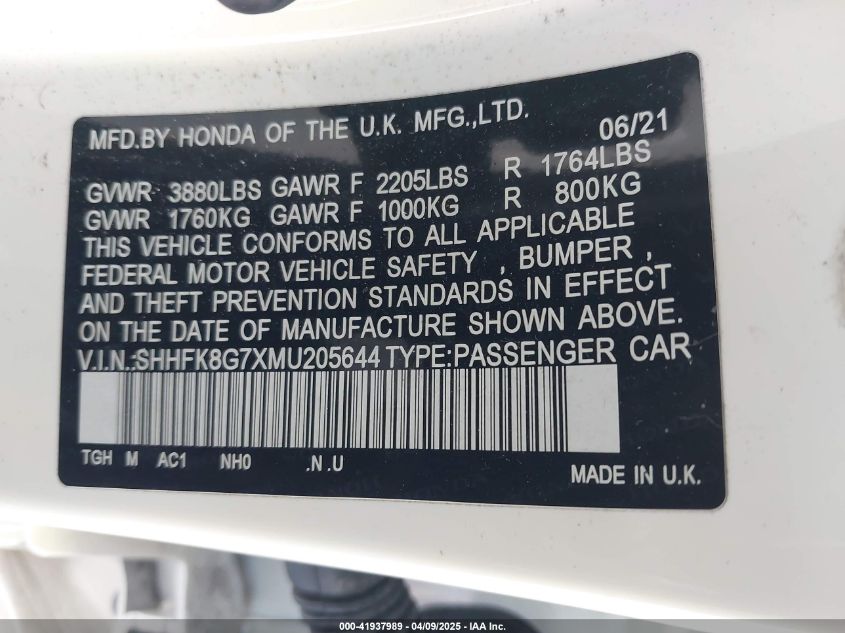 MFD.BY HONDA OF THE U.K. MFG.,LTD. 06/21
GVWR 3880LBS GAWR F 2205LBS R 1764LBS
GVWR 1760KG GAWR F 1000KG R 800KG
THIS VEHICLE CONFORMS TO ALL APPLICABLE
FEDERAL MOTOR VEHICLE SAFETY , BUMPER ,
AND THEFT PREVENTION STANDARDS IN EFFECT
ON THE DATE OF MANUFACTURE SHOWN ABOVE.
V.I.N.:SHHFK8G7XMU205644 TYPE:PASSENGER CAR
TGH M AC1 NH0 .N .U
MADE IN U.K.
000-41937989 - 04/09/2025 - IAA Inc.